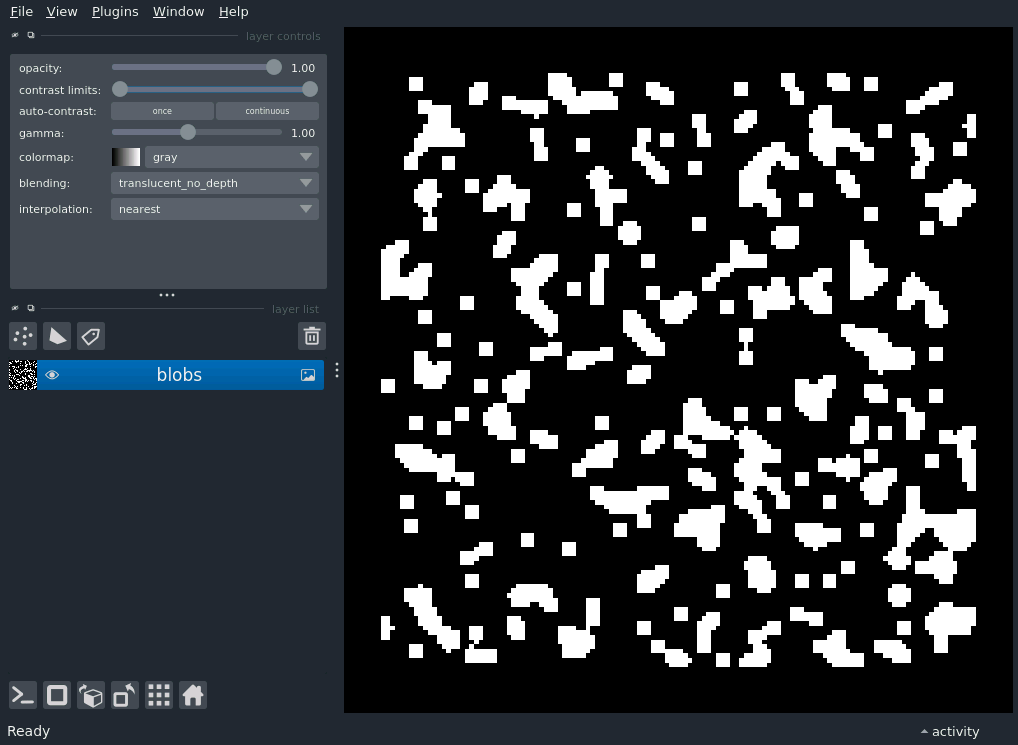 File View Plugins Window Help
layer controls
opacity: 1.00
contrast limits:
auto-contrast: once continuous
gamma: 1.00
colormap: gray
blending: translucent_no_depth
interpolation: nearest
layer list
blobs
Ready activity